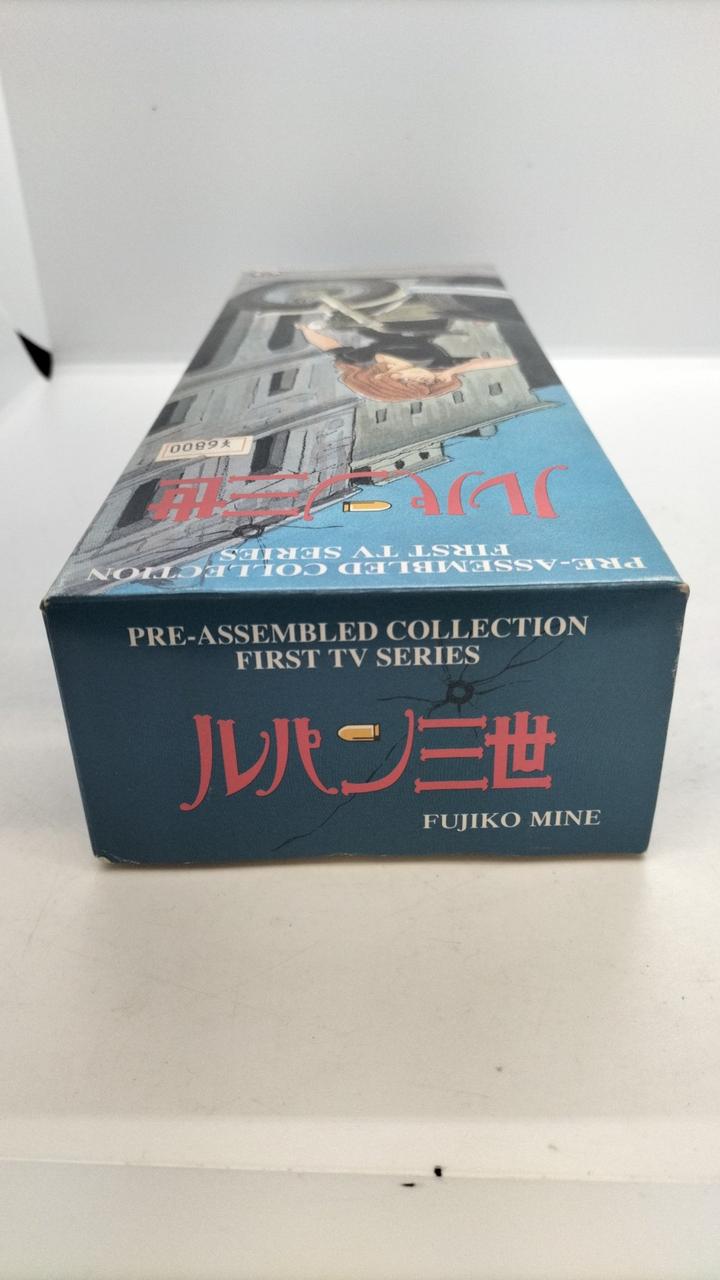 ¥6800
ルパン三世
PRE-ASSEMBLED COLLECTION
FIRST TV SERIES
PRE-ASSEMBLED COLLECTION
FIRST TV SERIES
ルパン三世
FUJIKO MINE